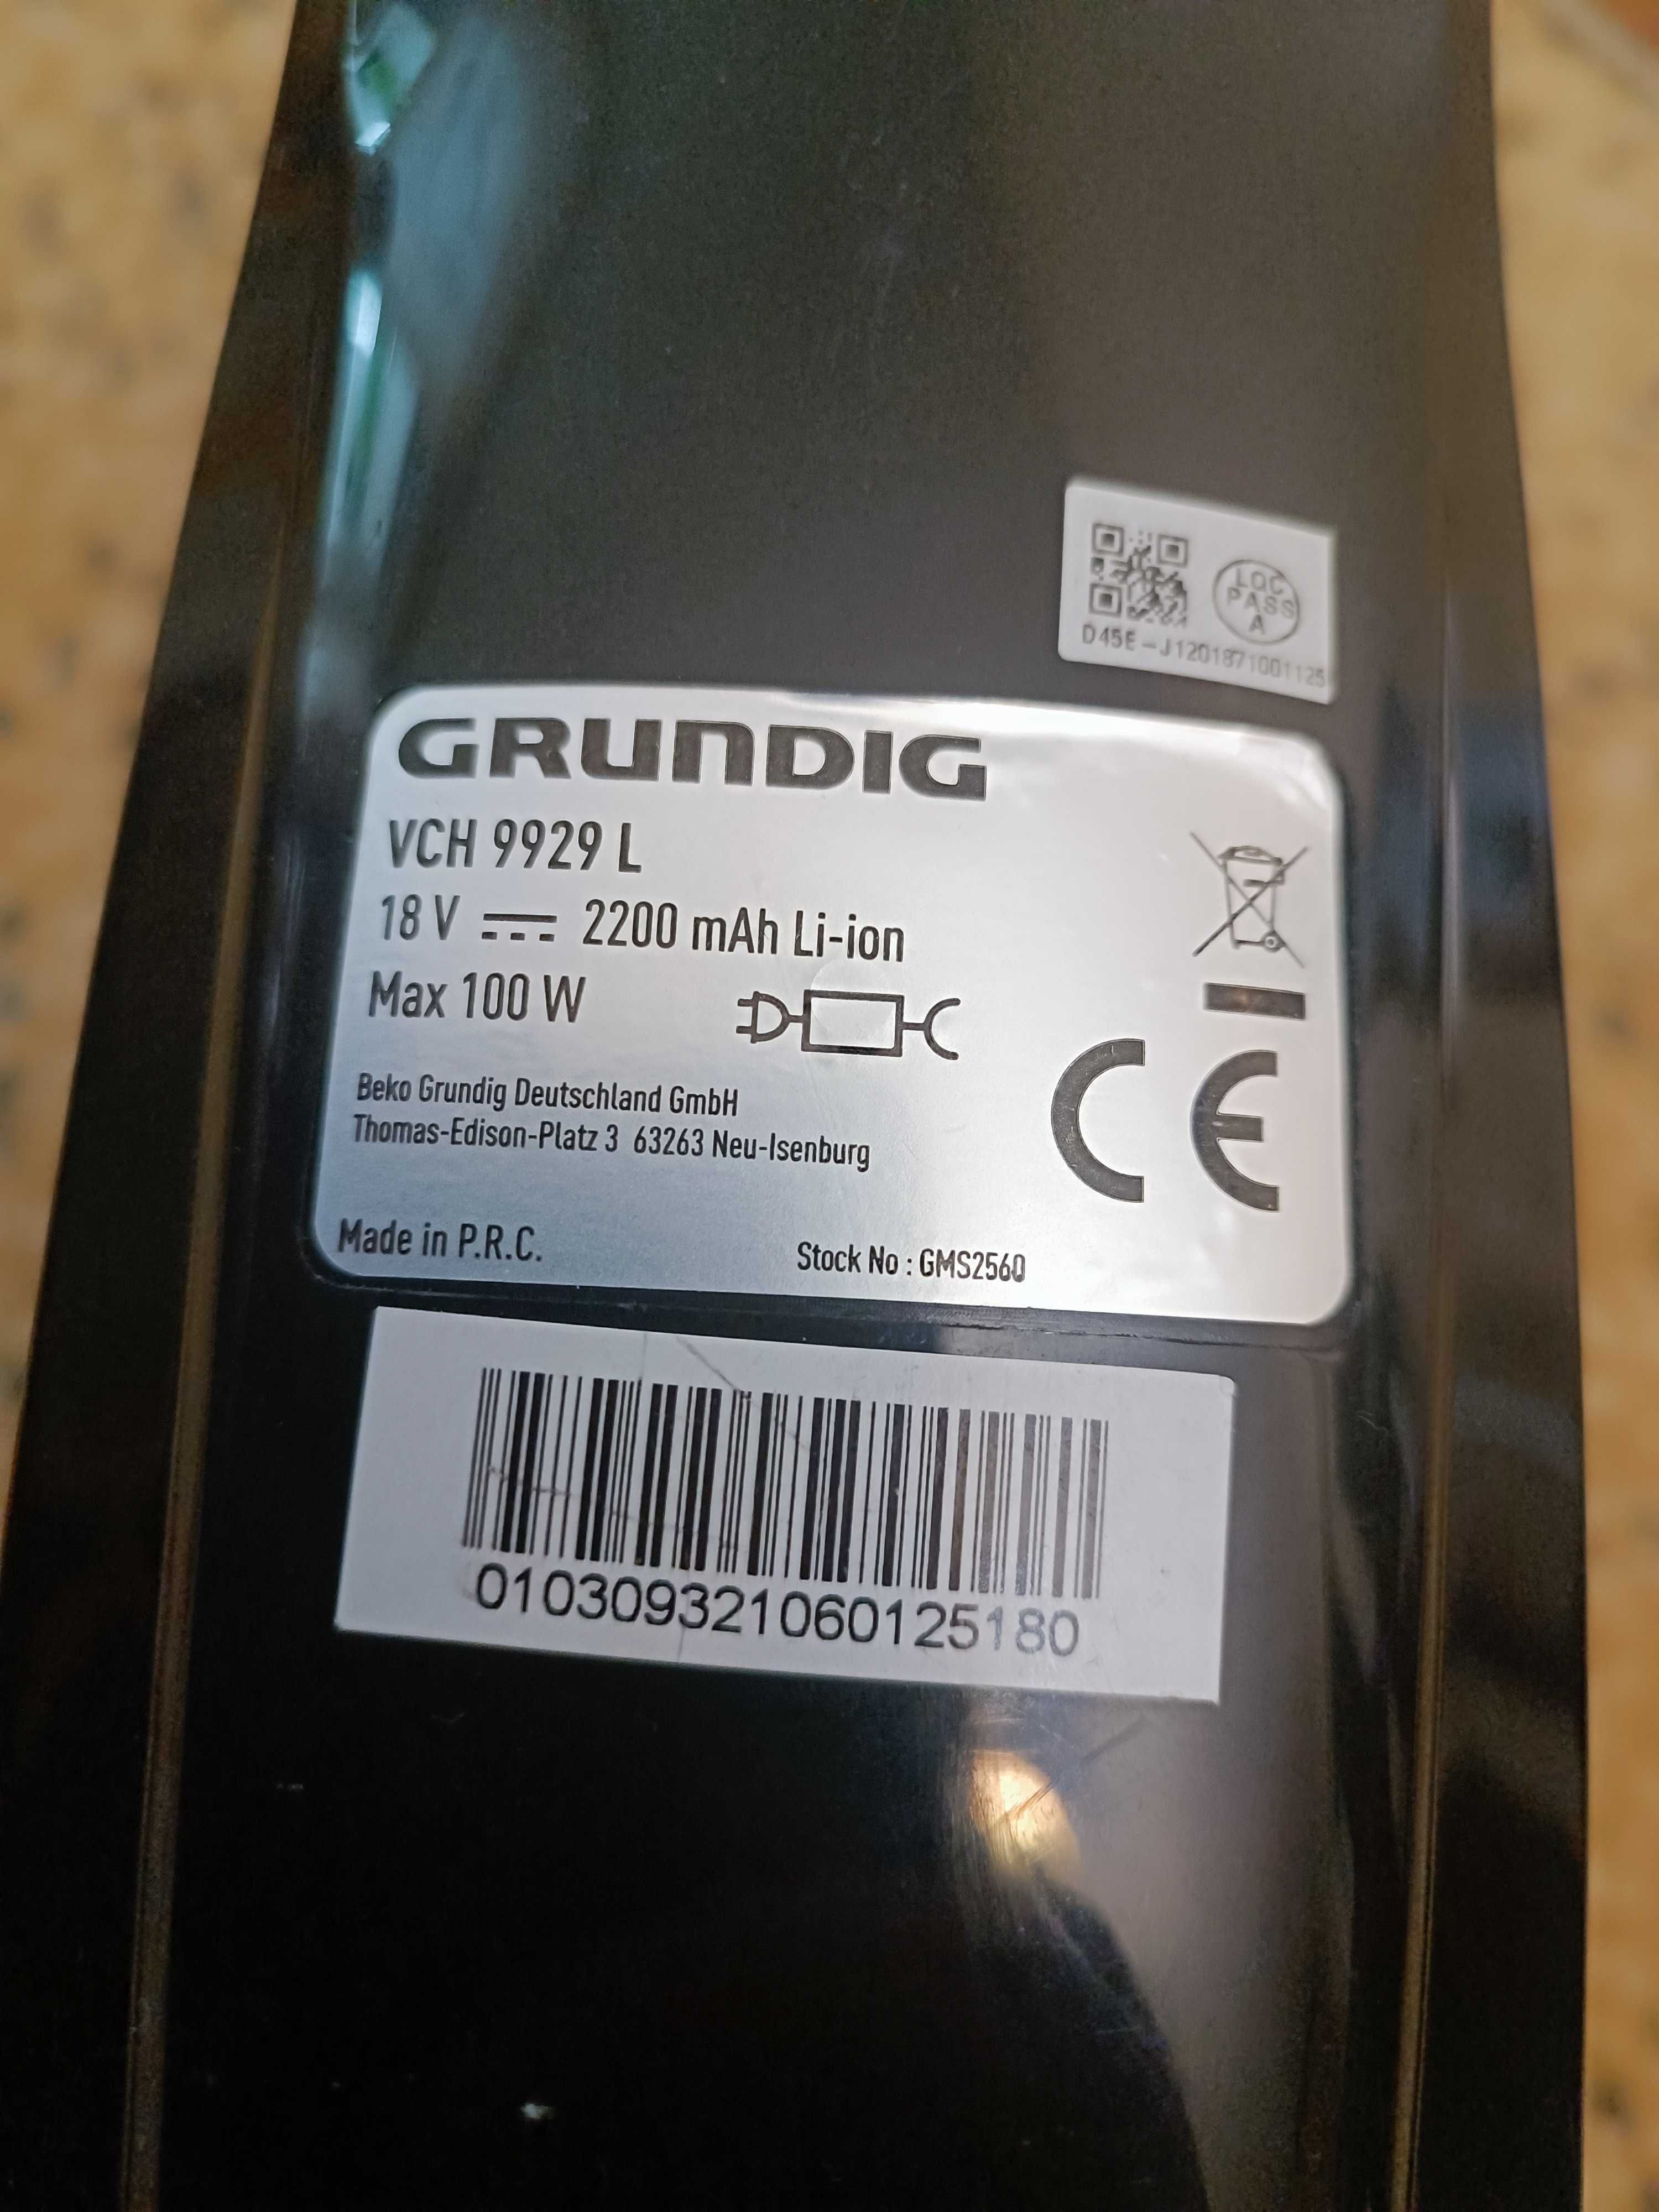 LQC
PASS
A
D45E-J1201871001125
GRUNDIG
VCH 9929 L
18 V 2200 mAh Li-ion
Max 100 W
Beko Grundig Deutschland GmbH
Thomas-Edison-Platz 3 63263 Neu-Isenburg
CE
Made in P.R.C.
Stock No : GMS2560
010309321060125180